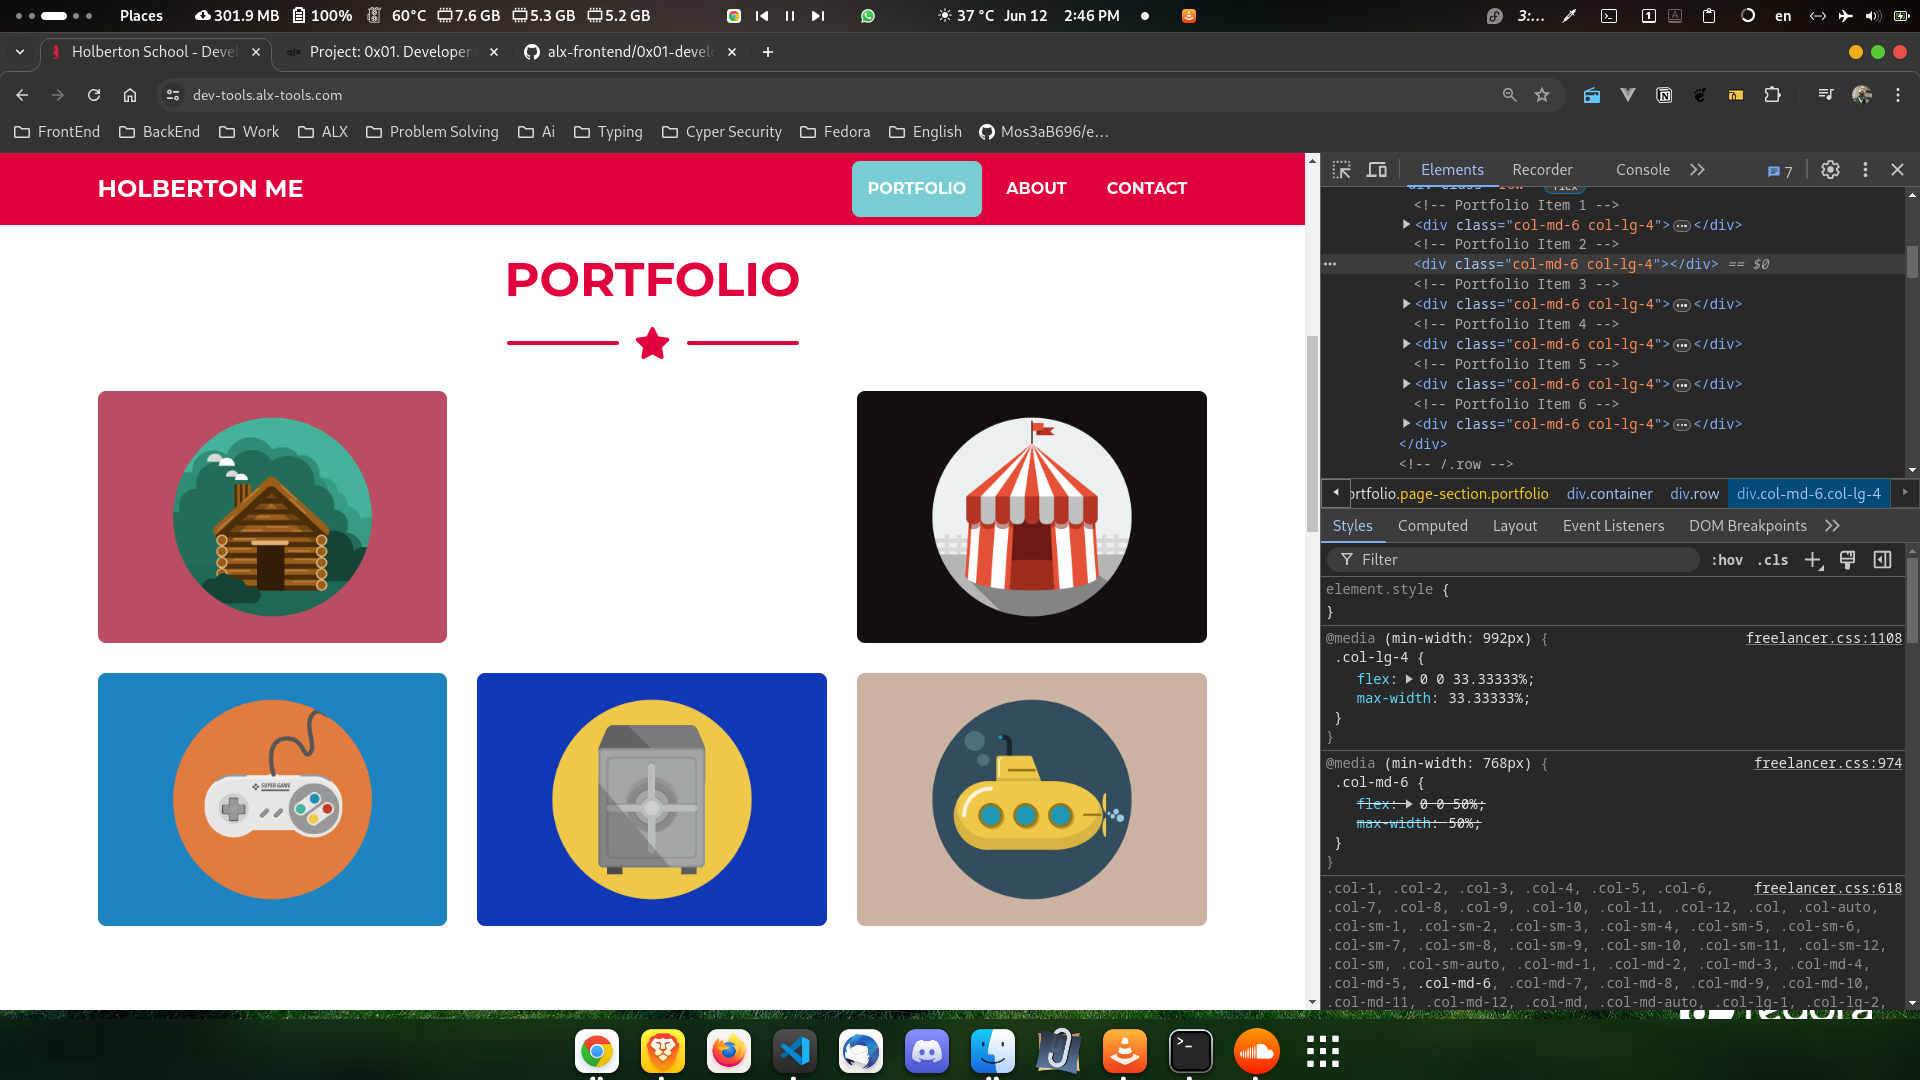 Places 301.9 MB 100% 60°C 7.6 GB 5.3 GB 5.2 GB 37 °C Jun 12 2:46 PM 3:... 1 A en
Holberton School - Deve
Project: 0x01. Developer
alx-frontend/0x01-develo
dev-tools.alx-tools.com
FrontEnd BackEnd Work ALX Problem Solving Ai Typing Cyper Security Fedora English Mos3aB696/e…
HOLBERTON ME
PORTFOLIO ABOUT CONTACT
PORTFOLIO
SUPER GAME
Elements Recorder Console 7
<!-- Portfolio Item 1 -->
<div class="col-md-6 col-lg-4"> ⋯ </div>
<!-- Portfolio Item 2 -->
<div class="col-md-6 col-lg-4"></div> == $0
<!-- Portfolio Item 3 -->
<div class="col-md-6 col-lg-4"> ⋯ </div>
<!-- Portfolio Item 4 -->
<div class="col-md-6 col-lg-4"> ⋯ </div>
<!-- Portfolio Item 5 -->
<div class="col-md-6 col-lg-4"> ⋯ </div>
<!-- Portfolio Item 6 -->
<div class="col-md-6 col-lg-4"> ⋯ </div>
</div>
<!-- /.row -->
ortfolio.page-section.portfolio div.container div.row div.col-md-6.col-lg-4
Styles Computed Layout Event Listeners DOM Breakpoints
Filter :hov .cls
element.style {
}
@media (min-width: 992px) { freelancer.css:1108
.col-lg-4 {
flex: 0 0 33.33333%;
max-width: 33.33333%;
}
}
@media (min-width: 768px) { freelancer.css:974
.col-md-6 {
flex: 0 0 50%;
max-width: 50%;
}
}
.col-1, .col-2, .col-3, .col-4, .col-5, .col-6, freelancer.css:618
.col-7, .col-8, .col-9, .col-10, .col-11, .col-12, .col, .col-auto,
.col-sm-1, .col-sm-2, .col-sm-3, .col-sm-4, .col-sm-5, .col-sm-6,
.col-sm-7, .col-sm-8, .col-sm-9, .col-sm-10, .col-sm-11, .col-sm-12,
.col-sm, .col-sm-auto, .col-md-1, .col-md-2, .col-md-3, .col-md-4,
.col-md-5, .col-md-6, .col-md-7, .col-md-8, .col-md-9, .col-md-10,
.col-md-11, .col-md-12, .col-md, .col-md-auto, .col-lg-1, .col-lg-2,